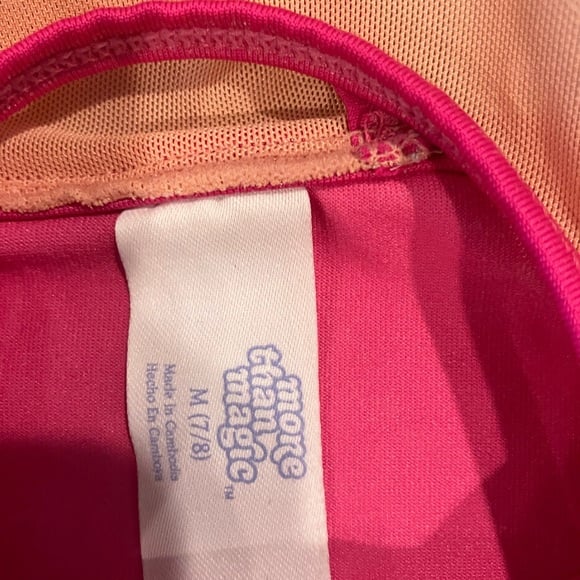 more
than
magic™
M (7/8)
Made In Cambodia
Hecho En Camboya